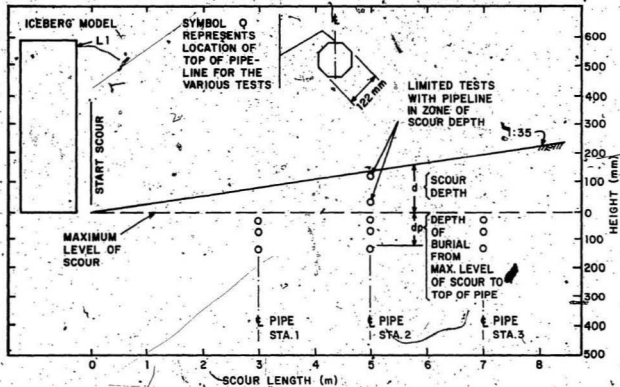 ICEBERG MODEL
L1
SYMBOL O
REPRESENTS
LOCATION OF
TOP OF PIPE-
LINE FOR THE
VARIOUS TESTS
122 mm
LIMITED TESTS
WITH PIPELINE
IN ZONE OF
SCOUR DEPTH
1:35
START SCOUR
d
SCOUR
DEPTH
MAXIMUM
LEVEL OF
SCOUR
dp
DEPTH
OF
BURIAL
FROM
MAX. LEVEL
OF SCOUR TO
TOP OF PIPE
℄ PIPE
STA.1
℄ PIPE
STA.2
℄ PIPE
STA.3
600
500
400
300
200
100
0
100
200
300
400
500
HEIGHT (mm)
0 1 2 3 4 5 6 7 8
SCOUR LENGTH (m)